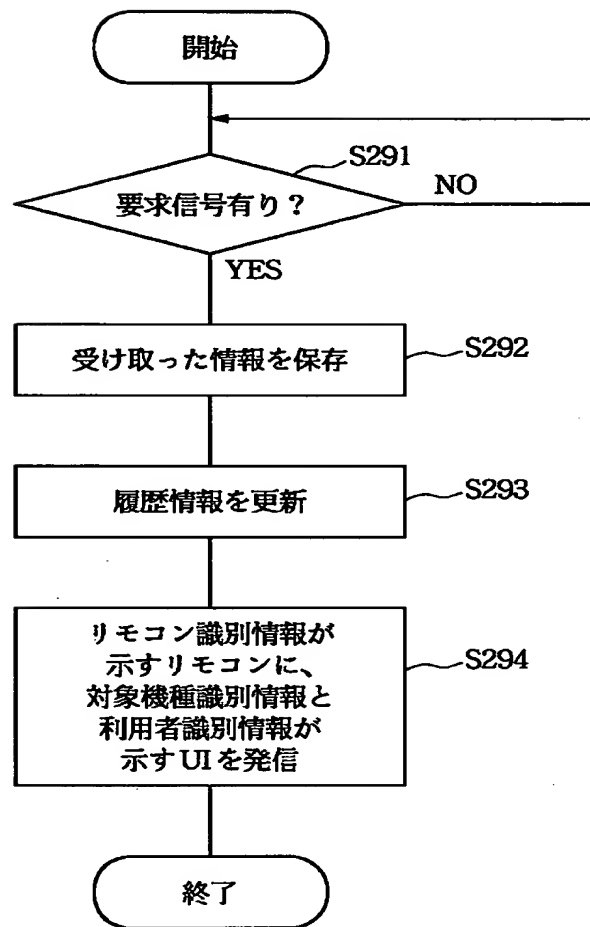 開始
S291
要求信号有り？
NO
YES
受け取った情報を保存
S292
履歴情報を更新
S293
リモコン識別情報が
示すリモコンに、
対象機種識別情報と
利用者識別情報が
示すUIを発信
S294
終了